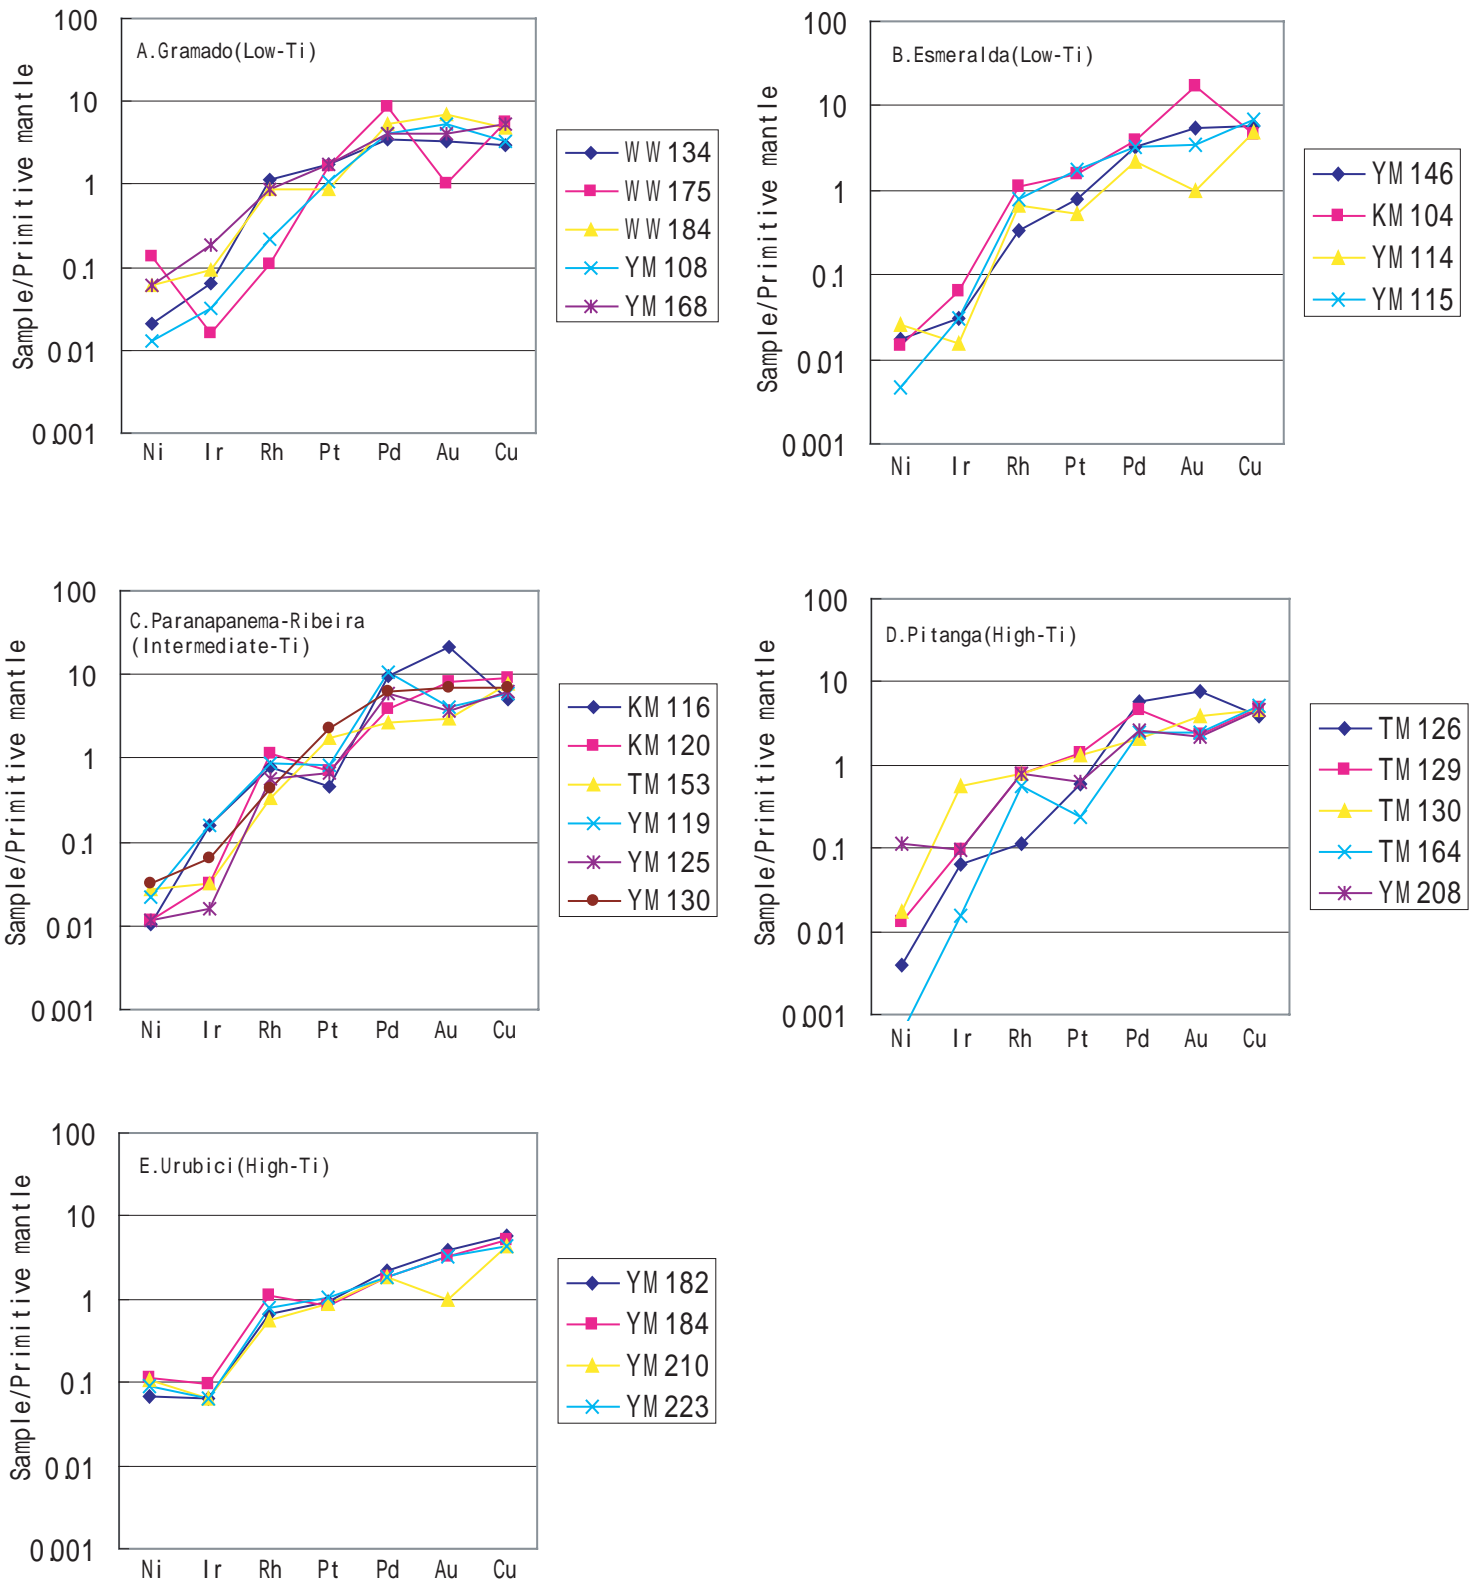 A.Gramado(Low-Ti)
Sample/Primitive mantle
100
10
1
0.1
0.01
0.001
Ni Ir Rh Pt Pd Au Cu
WW134
WW175
WW184
YM108
YM168
B.Esmeralda(Low-Ti)
Sample/Primitive mantle
100
10
1
0.1
0.01
0.001
Ni Ir Rh Pt Pd Au Cu
YM146
KM104
YM114
YM115
C.Paranapanema-Ribeira
(Intermediate-Ti)
Sample/Primitive mantle
100
10
1
0.1
0.01
0.001
Ni Ir Rh Pt Pd Au Cu
KM116
KM120
TM153
YM119
YM125
YM130
D.Pitanga(High-Ti)
Sample/Primitive mantle
100
10
1
0.1
0.01
0.001
Ni Ir Rh Pt Pd Au Cu
TM126
TM129
TM130
TM164
YM208
E.Urubici(High-Ti)
Sample/Primitive mantle
100
10
1
0.1
0.01
0.001
Ni Ir Rh Pt Pd Au Cu
YM182
YM184
YM210
YM223